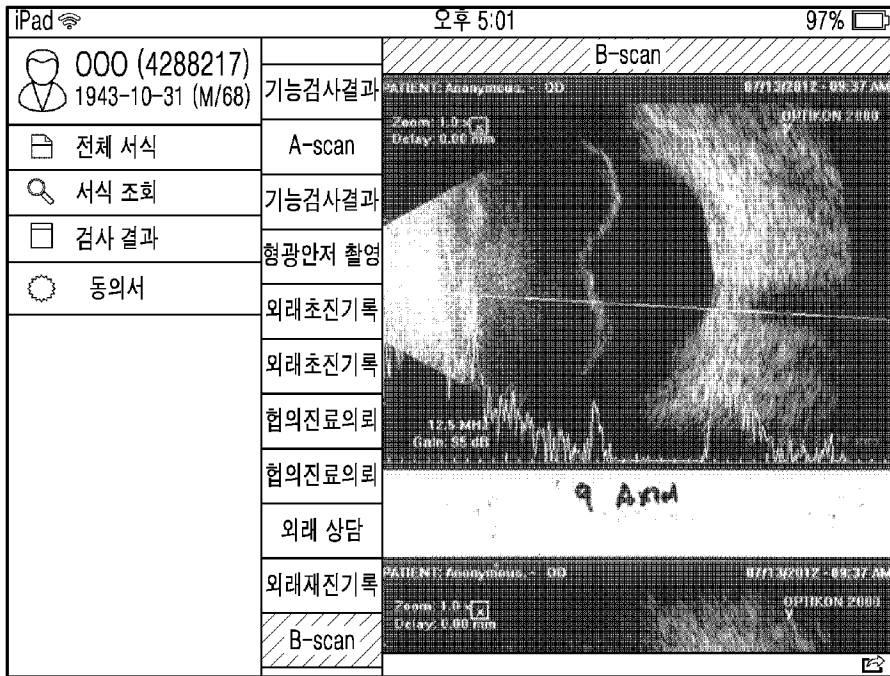 iPad 오후 5:01 97%
OOO (4288217)
1943-10-31 (M/68)
전체 서식
서식 조회
검사 결과
동의서
기능검사결과
A-scan
기능검사결과
형광안저 촬영
외래초진기록
외래초진기록
협의진료의뢰
협의진료의뢰
외래 상담
외래재진기록
B-scan
B-scan
PATIENT: Anonymous, - OD 07/13/2012 - 09:37 AM
Zoom: 1.0 x OPTIKON 2000
Delay: 0.00 mm
12.5 MHz
Gain: 95 dB
mm
9 Axial
PATIENT: Anonymous, - OD 07/13/2012 - 09:37 AM
Zoom: 1.0 x OPTIKON 2000
Delay: 0.00 mm